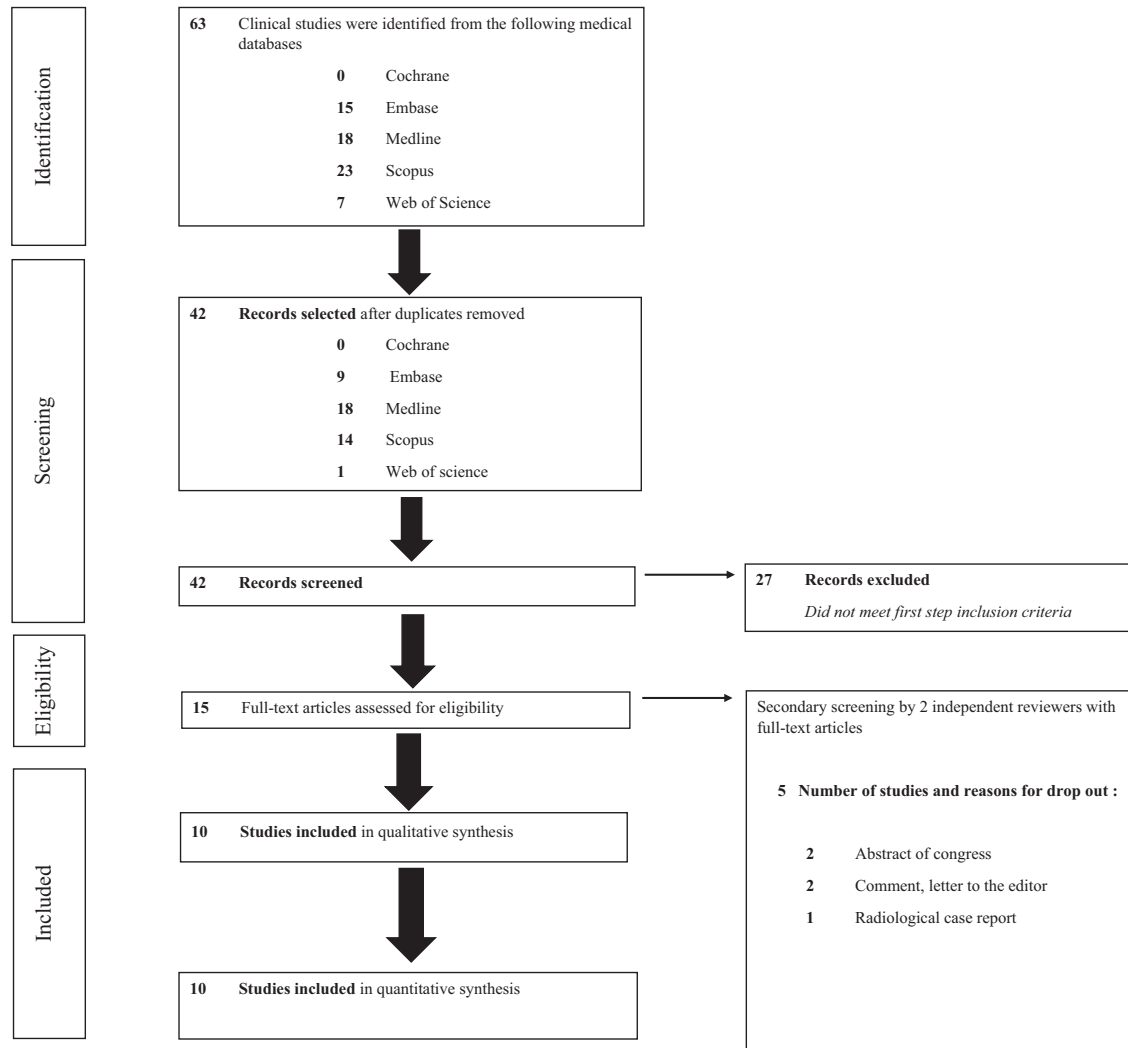 Identification
63 Clinical studies were identified from the following medical
databases
0 Cochrane
15 Embase
18 Medline
23 Scopus
7 Web of Science
Screening
42 Records selected after duplicates removed
0 Cochrane
9 Embase
18 Medline
14 Scopus
1 Web of science
42 Records screened
27 Records excluded
Did not meet first step inclusion criteria
Eligibility
15 Full-text articles assessed for eligibility
Secondary screening by 2 independent reviewers with
full-text articles
5 Number of studies and reasons for drop out :
2 Abstract of congress
2 Comment, letter to the editor
1 Radiological case report
Included
10 Studies included in qualitative synthesis
10 Studies included in quantitative synthesis